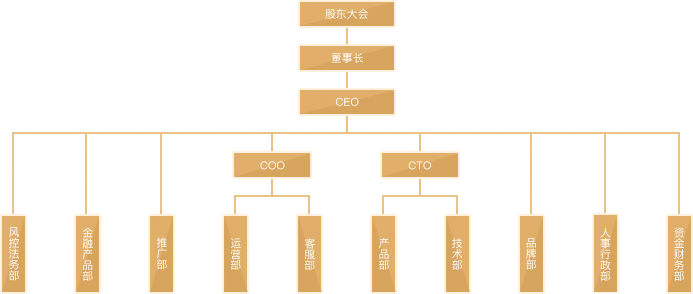 股东大会
董事长
CEO
COO
CTO
风控法务部
金融产品部
推广部
运营部
客服部
产品部
技术部
品牌部
人事行政部
资金财务部